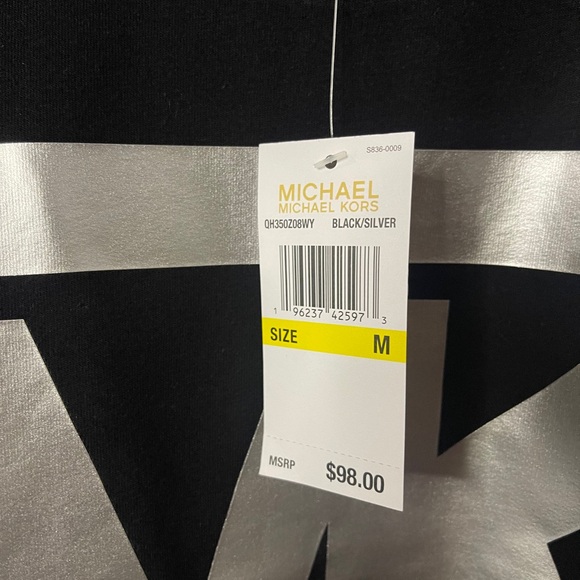 S836-0009
MICHAEL
MICHAEL KORS
QH350Z08WY BLACK/SILVER
1 96237 42597 3
SIZE M
MSRP $98.00